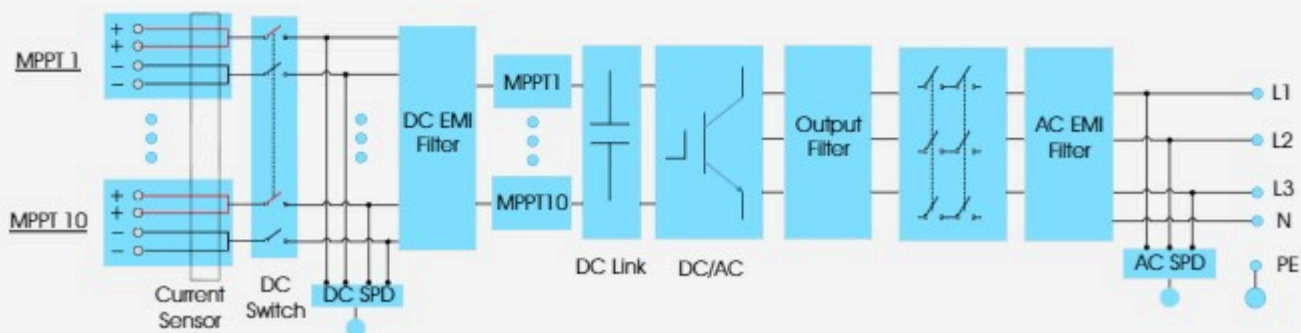 MPPT 1
+
+
−
−
MPPT 10
+
+
−
−
Current
Sensor
DC
Switch
DC SPD
DC EMI
Filter
MPPT1
MPPT10
DC Link
DC/AC
Output
Filter
AC EMI
Filter
AC SPD
L1
L2
L3
N
PE